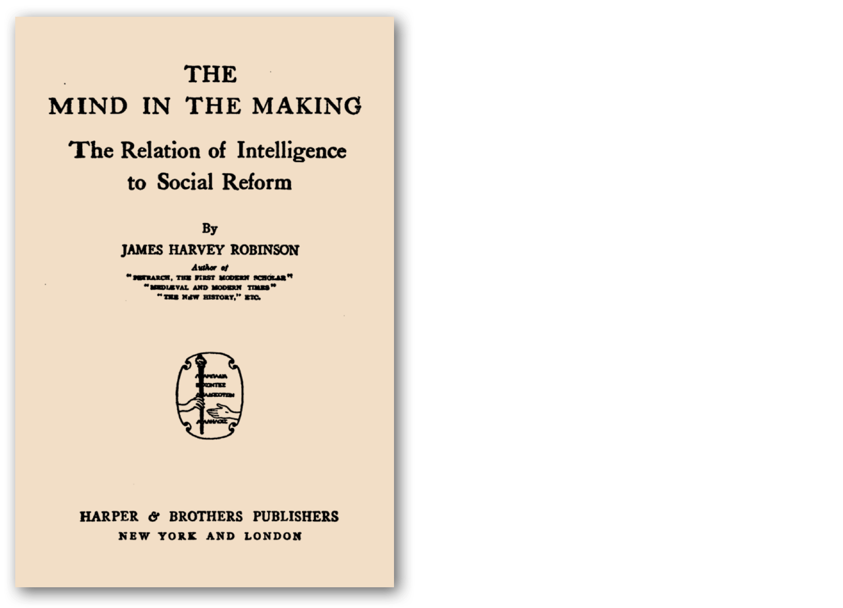 THE
MIND IN THE MAKING
The Relation of Intelligence
to Social Reform
By
JAMES HARVEY ROBINSON
Author of
"PETRARCH, THE FIRST MODERN SCHOLAR"
"MEDIÆVAL AND MODERN TIMES"
"THE NEW HISTORY," ETC.
HARPER & BROTHERS PUBLISHERS
NEW YORK AND LONDON